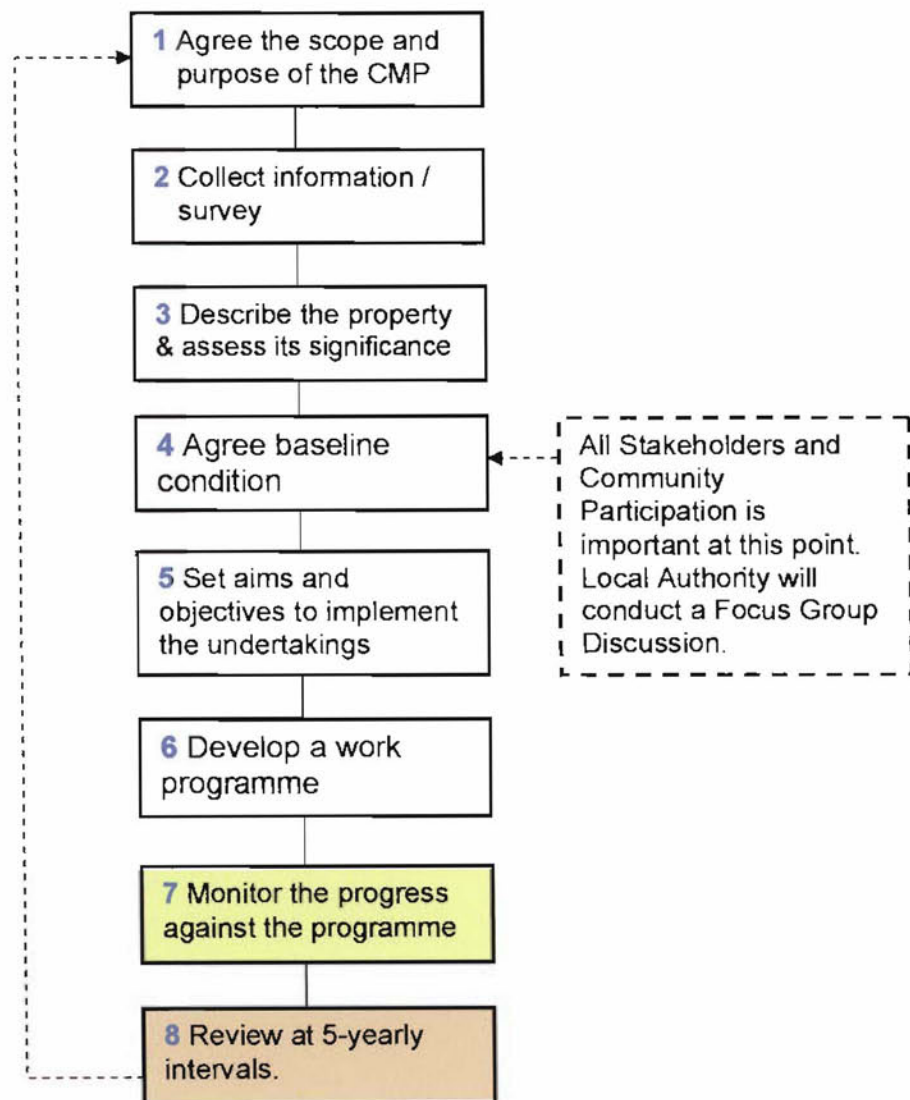 1 Agree the scope and
purpose of the CMP
2 Collect information /
survey
3 Describe the property
& assess its significance
4 Agree baseline
condition
All Stakeholders and
Community
Participation is
important at this point.
Local Authority will
conduct a Focus Group
Discussion.
5 Set aims and
objectives to implement
the undertakings
6 Develop a work
programme
7 Monitor the progress
against the programme
8 Review at 5-yearly
intervals.